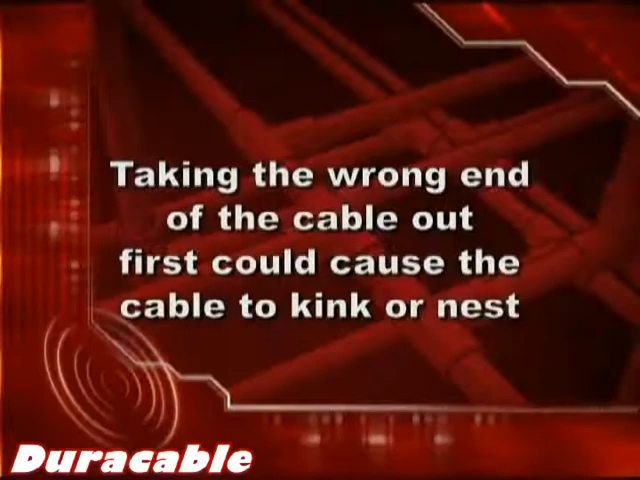 Taking the wrong end
of the cable out
first could cause the
cable to kink or nest
Duracable